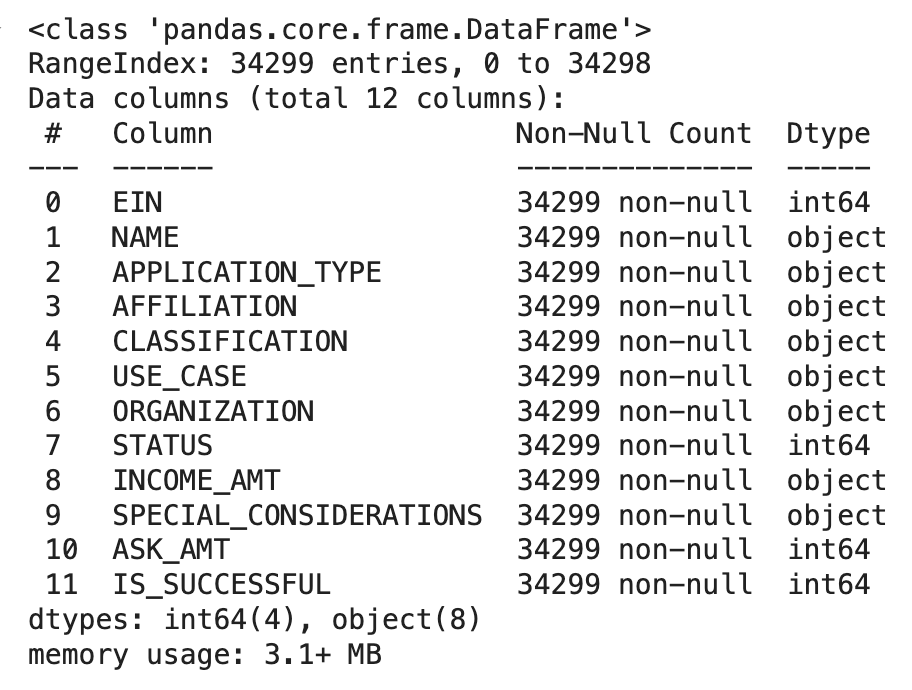 <class 'pandas.core.frame.DataFrame'>
RangeIndex: 34299 entries, 0 to 34298
Data columns (total 12 columns):
 #   Column                  Non-Null Count  Dtype
---  ------                  --------------  -----
 0   EIN                     34299 non-null  int64
 1   NAME                    34299 non-null  object
 2   APPLICATION_TYPE        34299 non-null  object
 3   AFFILIATION             34299 non-null  object
 4   CLASSIFICATION          34299 non-null  object
 5   USE_CASE                34299 non-null  object
 6   ORGANIZATION            34299 non-null  object
 7   STATUS                  34299 non-null  int64
 8   INCOME_AMT              34299 non-null  object
 9   SPECIAL_CONSIDERATIONS  34299 non-null  object
 10  ASK_AMT                 34299 non-null  int64
 11  IS_SUCCESSFUL           34299 non-null  int64
dtypes: int64(4), object(8)
memory usage: 3.1+ MB